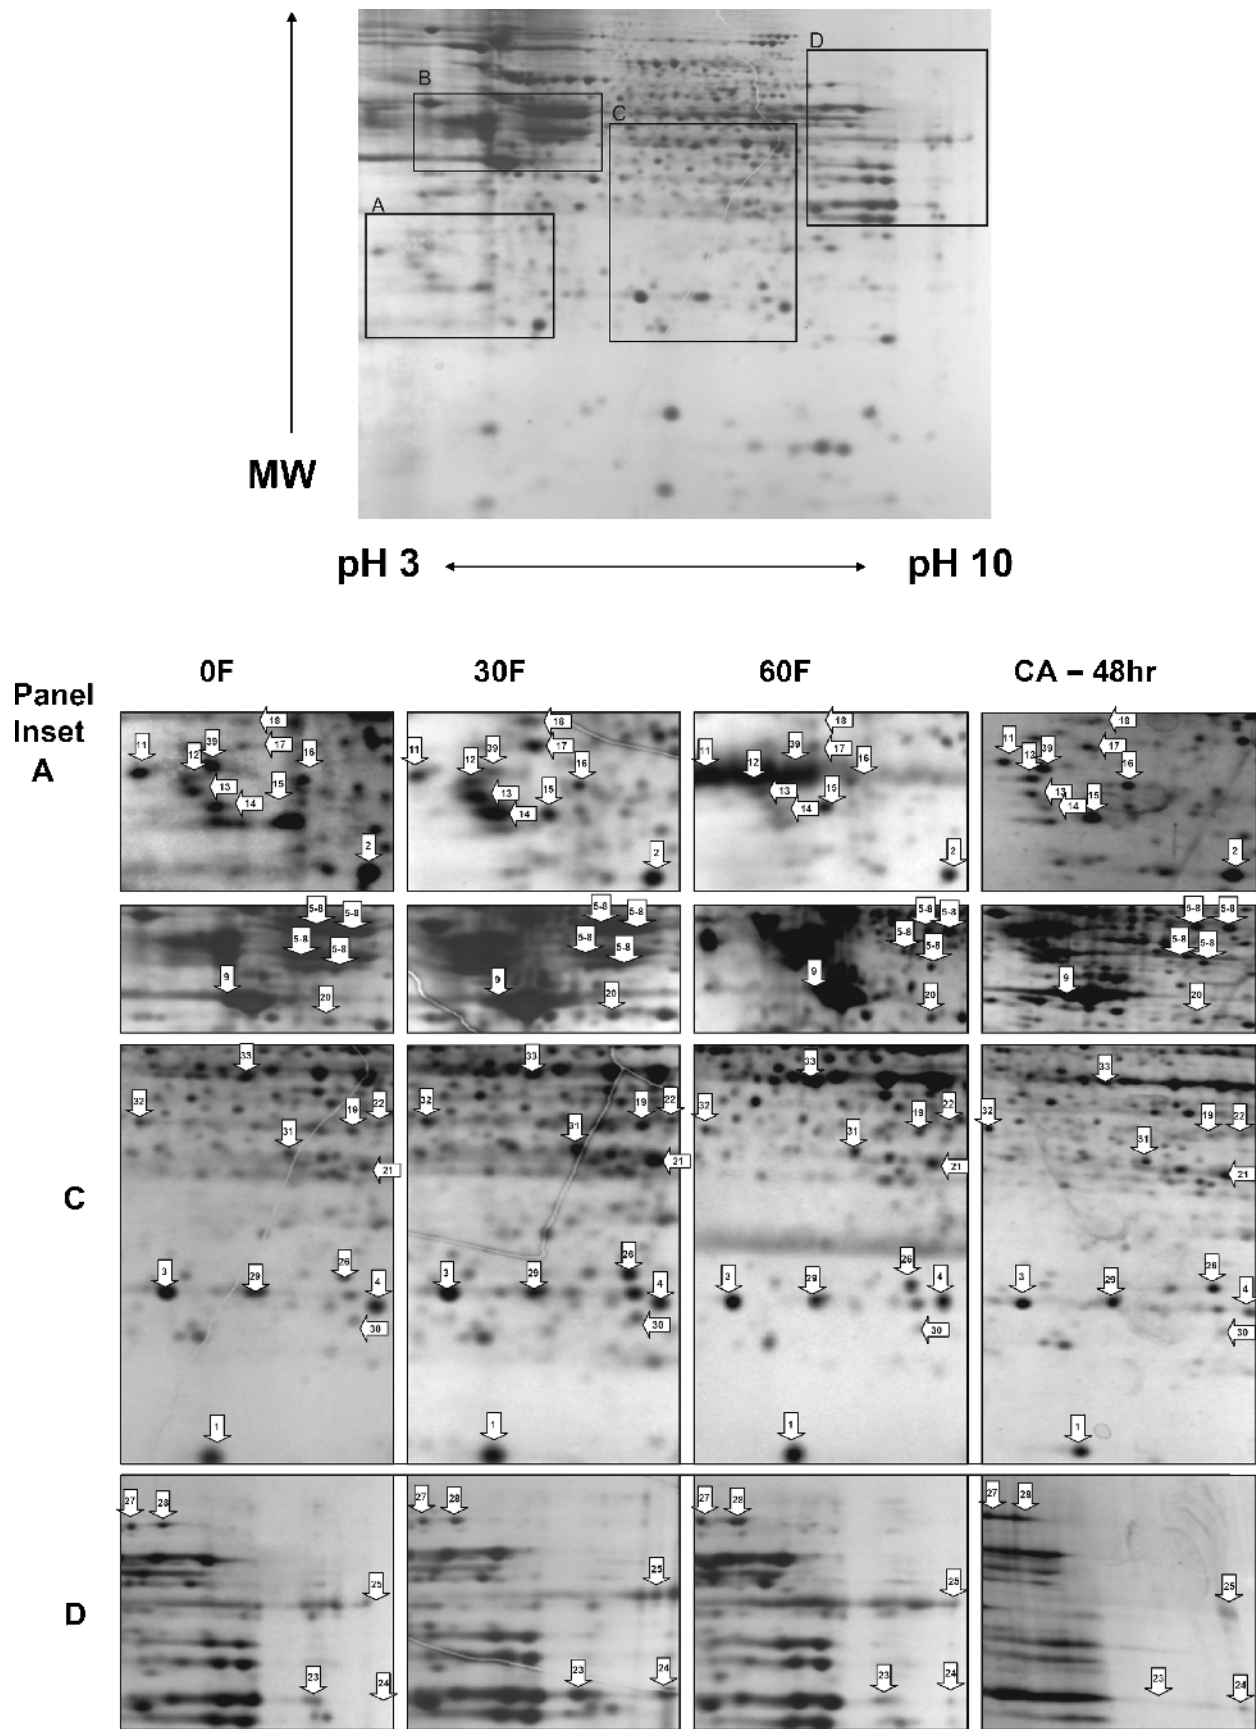 D
B
C
A
MW
pH 3
pH 10
0F 30F 60F CA – 48hr
Panel
Inset
A
18 18 18 18
11 39 17 16 11 12 39 17 16 11 12 39 17 16 11 12 39 17 16
12 13 15 13 15 13 15 13 15
14 14 14 14
2 2 2 2
5-8 5-8 5-8 5-8 5-8 5-8 5-8 5-8
5-8 5-8 5-8 5-8 5-8 5-8 5-8 5-8
9 9 9 9
20 20 20 20
33 33 33 33
32 19 22 32 19 22 32 19 22 32 19 22
31 31 31 31
21 21 21 21
C
3 29 26 4 3 29 26 4 3 29 26 4 3 29 26 4
30 30 30 30
1 1 1 1
27 28 27 28 27 28 27 28
25 25 25 25
D
23 24 23 24 23 24 23 24